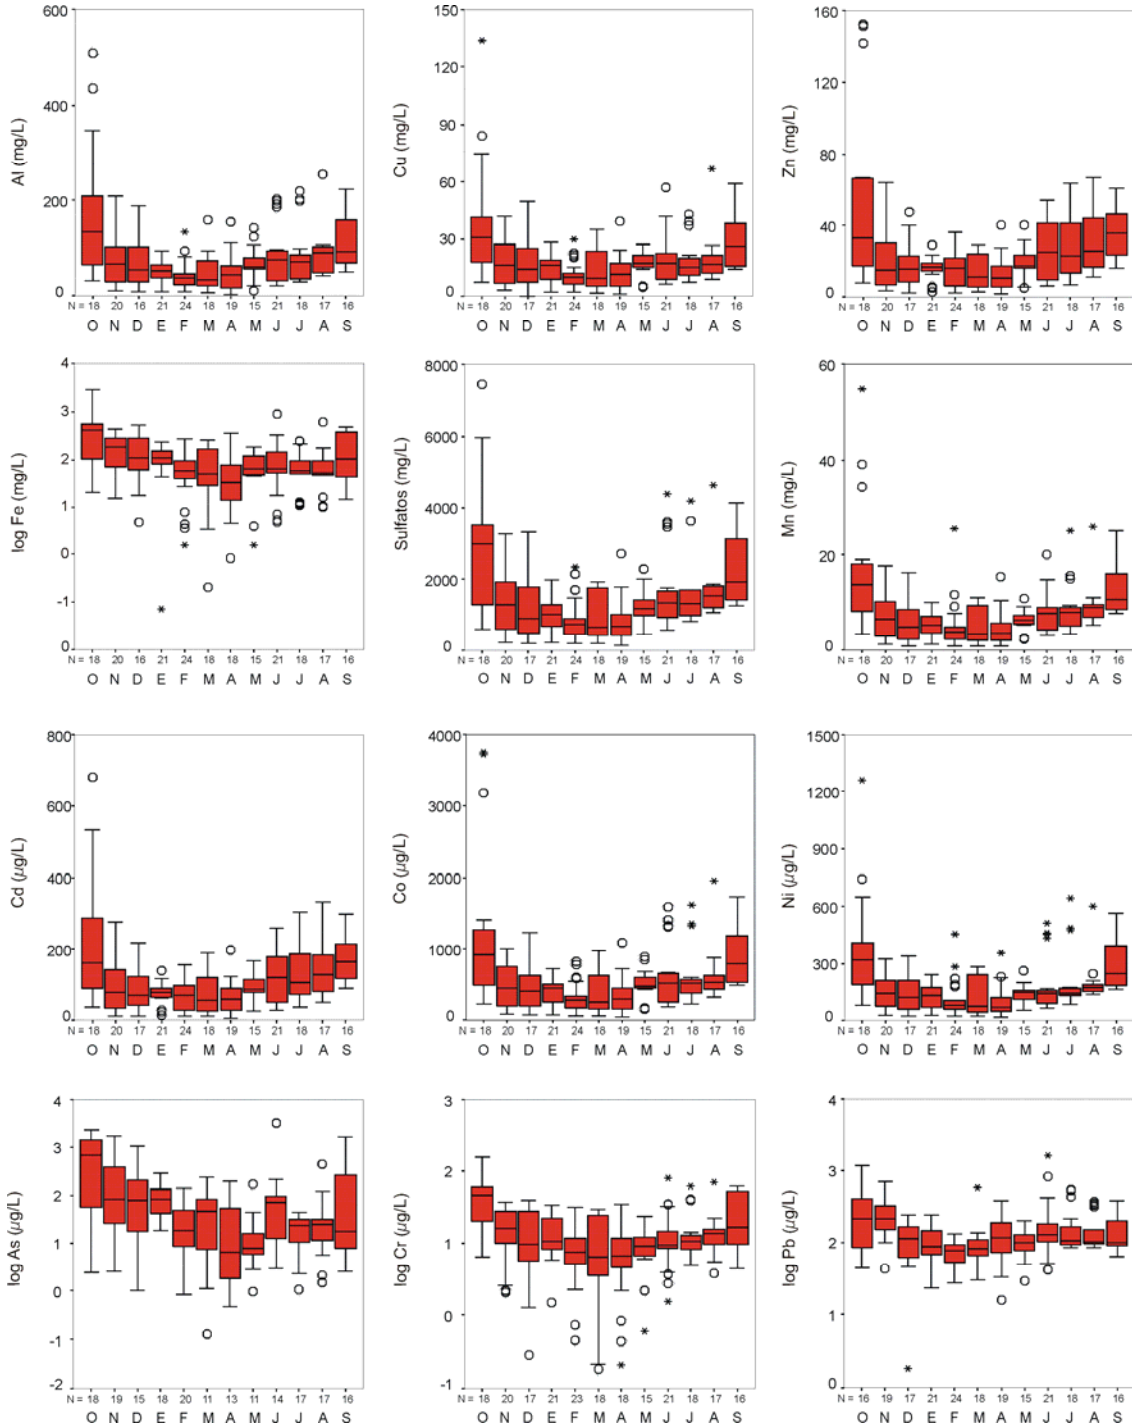 Al (mg/L)
600
400
200
0
N = 18 20 16 21 24 18 19 15 21 18 17 16
O N D E F M A M J J A S
Cu (mg/L)
150
120
90
60
30
0
N = 18 20 17 21 24 18 19 15 21 18 17 16
O N D E F M A M J J A S
Zn (mg/L)
160
120
80
40
0
N = 18 20 17 21 24 18 19 15 21 18 17 16
O N D E F M A M J J A S
log Fe (mg/L)
4
3
2
1
0
-1
0
N = 18 20 16 21 24 18 18 15 21 18 17 16
O N D E F M A M J J A S
Sulfatos (mg/L)
8000
6000
4000
2000
0
N = 18 20 17 21 24 18 19 15 21 18 17 16
O N D E F M A M J J A S
Mn (mg/L)
60
40
20
0
N = 18 20 17 21 24 18 19 15 21 18 17 16
O N D E F M A M J J A S
Cd (µg/L)
800
600
400
200
0
N = 18 20 17 21 24 18 19 15 21 18 17 16
O N D E F M A M J J A S
Co (µg/L)
4000
3000
2000
1000
0
N = 18 20 17 21 23 18 18 15 21 18 17 16
O N D E F M A M J J A S
Ni (µg/L)
1500
1200
900
600
300
0
N = 18 20 17 21 24 18 19 15 21 18 17 16
O N D E F M A M J J A S
log As (µg/L)
4
3
2
1
0
-1
-2
N = 18 19 15 18 20 11 13 11 14 17 17 16
O N D E F M A M J J A S
log Cr (µg/L)
3
2
1
0
-1
N = 18 20 17 21 23 18 18 15 21 18 17 16
O N D E F M A M J J A S
log Pb (µg/L)
4
3
2
1
0
N = 16 19 17 21 24 18 19 15 21 18 17 16
O N D E F M A M J J A S